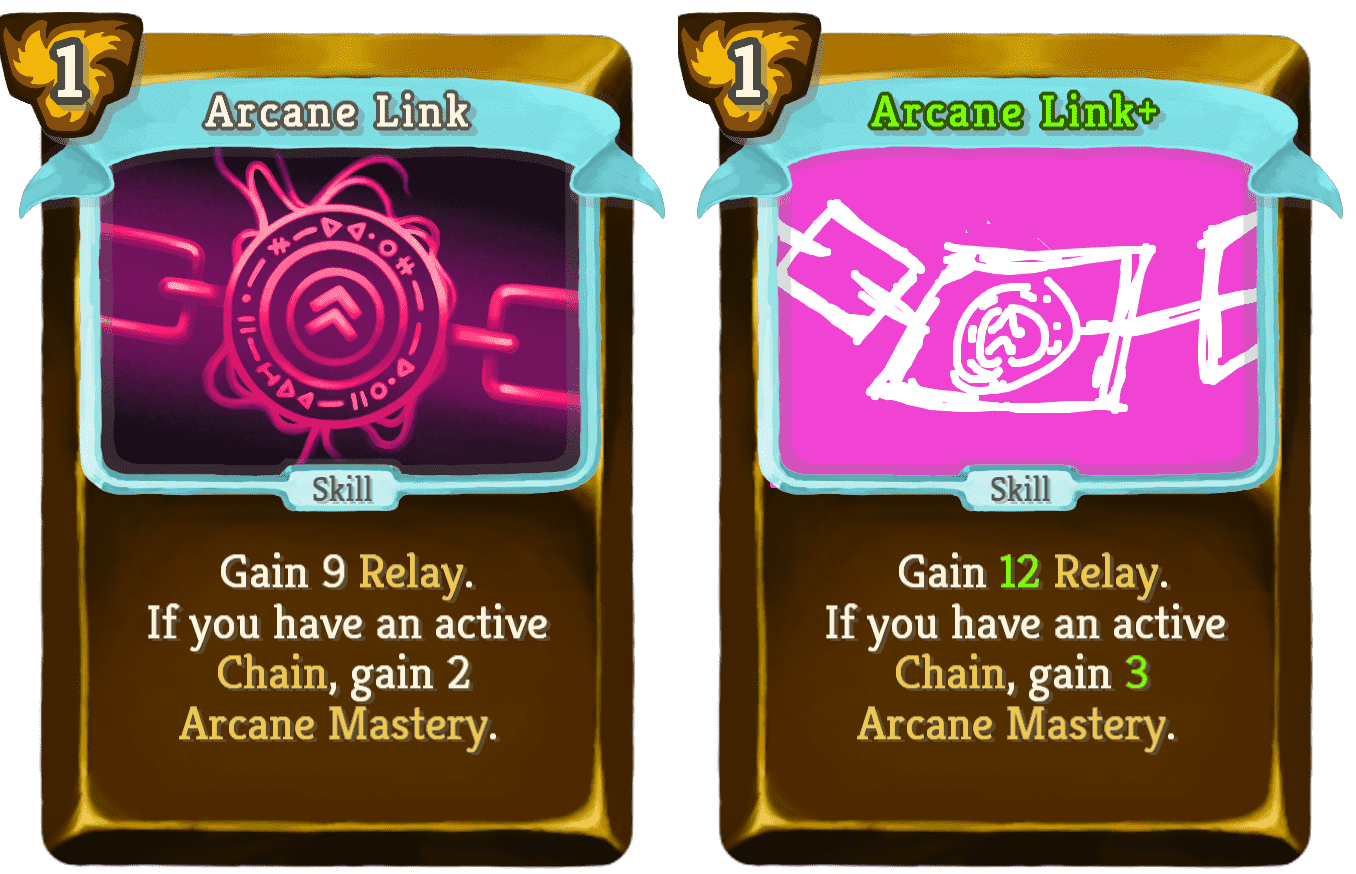 1
Arcane Link
Skill
Gain 9 Relay.
If you have an active
Chain, gain 2
Arcane Mastery.
1
Arcane Link+
Skill
Gain 12 Relay.
If you have an active
Chain, gain 3
Arcane Mastery.